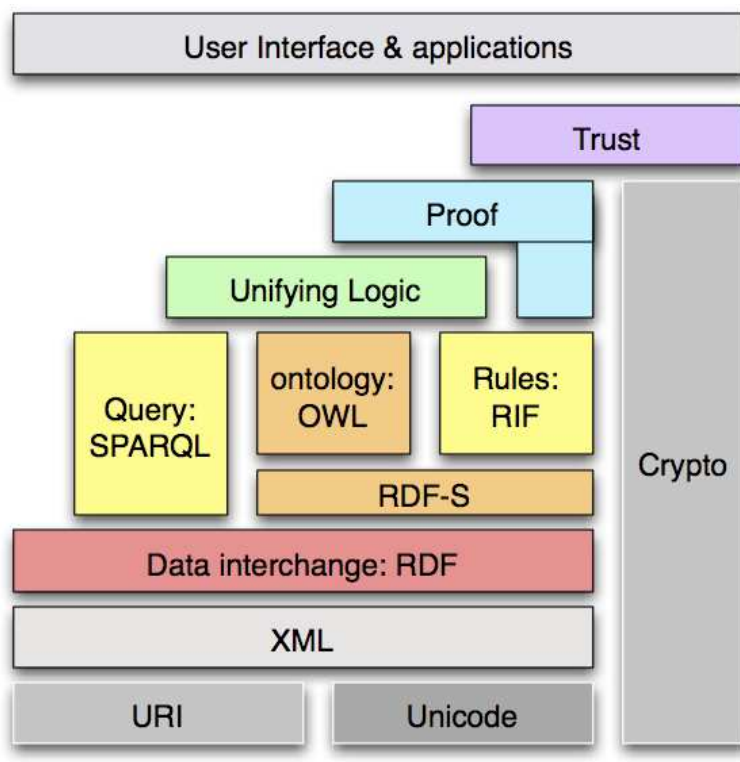 User Interface & applications
Trust
Proof
Unifying Logic
Query:
SPARQL
ontology:
OWL
Rules:
RIF
Crypto
RDF-S
Data interchange: RDF
XML
URI
Unicode